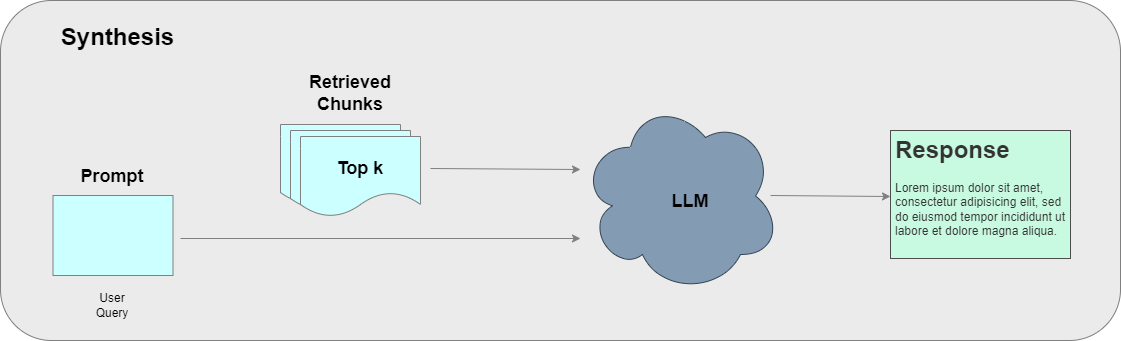 Synthesis
Retrieved
Chunks
Top k
Prompt
User
Query
LLM
Response
Lorem ipsum dolor sit amet,
consectetur adipisicing elit, sed
do eiusmod tempor incididunt ut
labore et dolore magna aliqua.